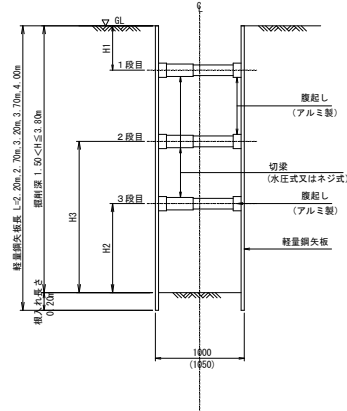 ℄
GL
H1
1段目
腹起し
(アルミ製)
2段目
切梁
(水圧式又はネジ式)
H3
3段目
腹起し
(アルミ製)
H2
軽量鋼矢板
軽量鋼矢板長 L=2.20m,2.70m,3.20m,3.70m,4.00m
掘削深 1.50<H≦3.80m
根入れ長さ
0.20m
1000
(1050)